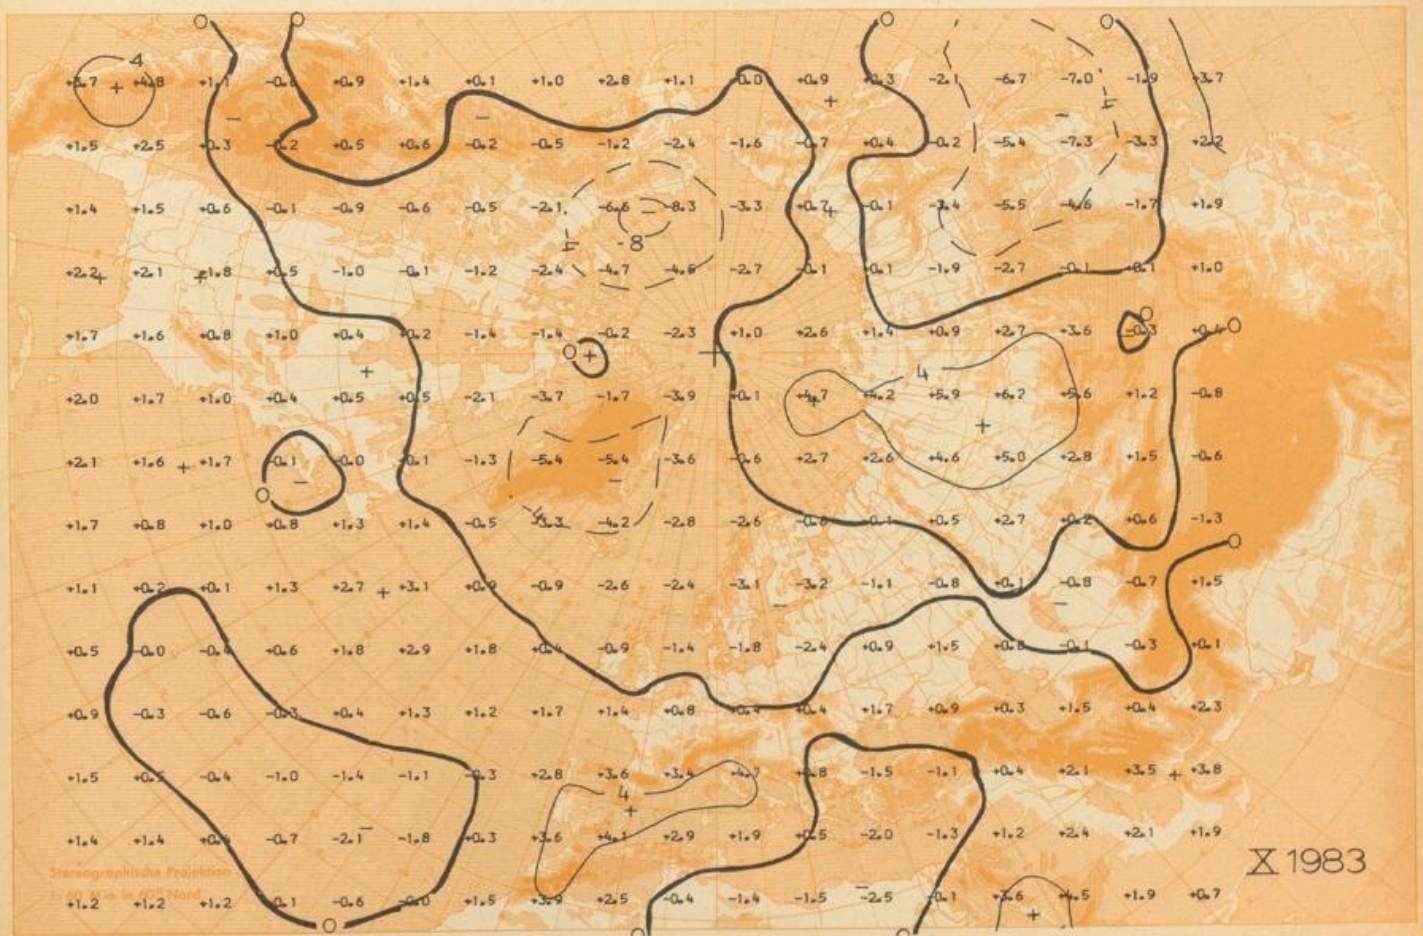 O O O O
4
+3.7 +4.8 +1.1 +0.9 +1.4 +0.1 +1.0 +2.8 +1.1 0.0 +0.9 -2.1 -6.7 -7.0 -1.9 +3.7
+1.5 +2.5 +0.3 -0.2 +0.5 +0.6 -0.2 -0.5 -1.2 -2.4 -1.6 -0.7 +0.4 -0.2 -5.4 -7.3 -3.3 +2.2
+1.4 +1.5 +0.6 -0.1 -0.9 -0.6 -0.5 -2.1 -6.6 -8.3 -3.3 +0.7 -0.1 -3.4 -5.5 -4.6 -1.7 +1.9
-8
+2.2 +2.1 +1.8 +0.5 -1.0 -0.1 -1.2 -2.4 -4.7 -4.5 -2.7 -0.1 -1.9 -2.7 -0.1 +0.1 +1.0
O
+1.7 +1.6 +0.8 +1.0 +0.4 +0.2 -1.4 -1.4 -0.2 -2.3 +1.0 +2.6 +1.4 +0.9 +2.7 +3.6 -0.3 +0.4 O
O
4
+2.0 +1.7 +1.0 +0.4 +0.5 +0.5 -2.1 -3.7 -1.7 -3.9 +0.1 +4.7 +4.2 +5.9 +6.2 +5.6 +1.2 -0.8
+2.1 +1.6 +1.7 -0.1 -0.0 -0.1 -1.3 -5.4 -5.4 -3.6 -0.6 +2.7 +2.6 +4.6 +5.0 +2.8 +1.5 -0.6
O
+1.7 +0.8 +1.0 +0.8 +1.3 +1.4 -0.5 -3.3 -4.2 -2.8 -2.6 -0.1 +0.5 +2.7 +0.2 +0.6 -1.3
O
+1.1 +0.2 +0.1 +1.3 +2.7 +3.1 +0.9 -0.9 -2.6 -2.4 -3.1 -3.2 -1.1 -0.8 +0.1 -0.8 -0.7 +1.5
+0.5 -0.0 -0.4 +0.6 +1.8 +2.9 +1.8 +0.4 -0.9 -1.4 -1.8 -2.4 +0.9 +1.5 +0.8 -0.1 -0.3 +0.1
+0.9 -0.3 -0.6 -0.3 +0.4 +1.3 +1.2 +1.7 +1.4 +0.8 +0.4 +0.4 +1.7 +0.9 +0.3 +1.5 +0.4 +2.3
+1.5 +0.5 -0.4 -1.0 -1.4 -1.1 -0.3 +2.8 +3.6 +3.4 +4.7 +0.8 -1.5 -1.1 +0.4 +2.1 +3.5 +3.8
4
+1.4 +1.4 +0.4 -0.7 -2.1 -1.8 +0.3 +3.6 +4.1 +2.9 +1.9 +0.5 -2.0 -1.3 +1.2 +2.4 +2.1 +1.9
X 1983
Stereographische Projektion
1: 60 Mio in 60° Nord
+1.2 +1.2 +1.2 +0.1 -0.6 -0.0 +1.5 +3.9 +2.5 -0.4 -1.4 -1.5 -2.5 -0.1 +3.6 +4.5 +1.9 +0.7
O O O